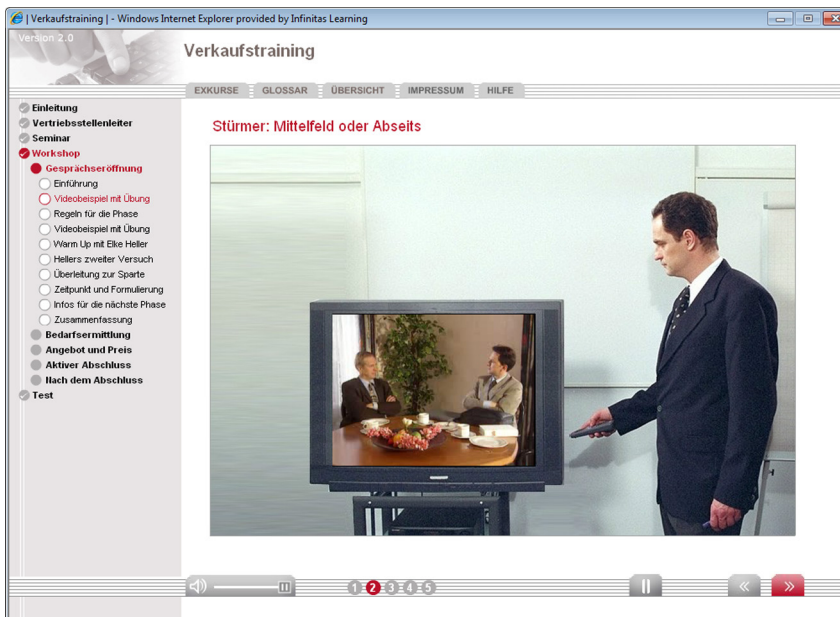 | Verkaufstraining | - Windows Internet Explorer provided by Infinitas Learning
Version 2.0
Verkaufstraining
EXKURSE GLOSSAR ÜBERSICHT IMPRESSUM HILFE
Einleitung
Vertriebsstellenleiter
Seminar
Workshop
Gesprächseröffnung
Einführung
Videobeispiel mit Übung
Regeln für die Phase
Videobeispiel mit Übung
Warm Up mit Elke Heller
Hellers zweiter Versuch
Überleitung zur Sparte
Zeitpunkt und Formulierung
Infos für die nächste Phase
Zusammenfassung
Bedarfsermittlung
Angebot und Preis
Aktiver Abschluss
Nach dem Abschluss
Test
Stürmer: Mittelfeld oder Abseits
1 2 3 4 5